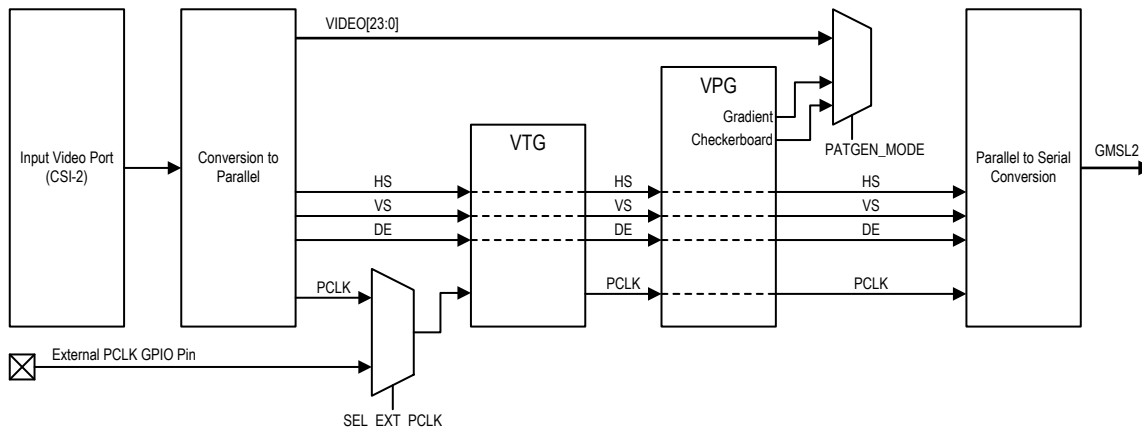 VIDEO[23:0]
VPG
Gradient
Checkerboard
VTG
PATGEN_MODE
Input Video Port
(CSI-2)
Conversion to
Parallel
Parallel to Serial
Conversion
GMSL2
HS
HS
HS
VS
VS
VS
DE
DE
DE
PCLK
PCLK
PCLK
External PCLK GPIO Pin
SEL_EXT_PCLK